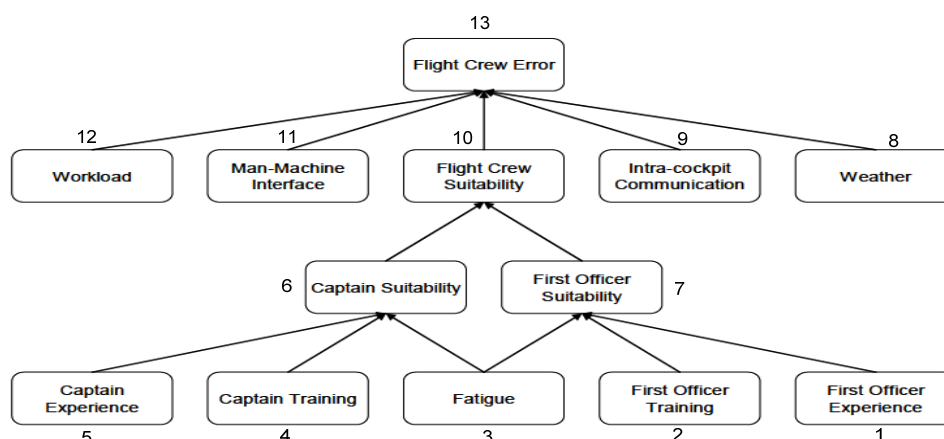 13
Flight Crew Error
12
11
10
9
8
Workload
Man-Machine
Interface
Flight Crew
Suitability
Intra-cockpit
Communication
Weather
6
Captain Suitability
First Officer
Suitability
7
Captain
Experience
Captain Training
Fatigue
First Officer
Training
First Officer
Experience
5
4
3
2
1